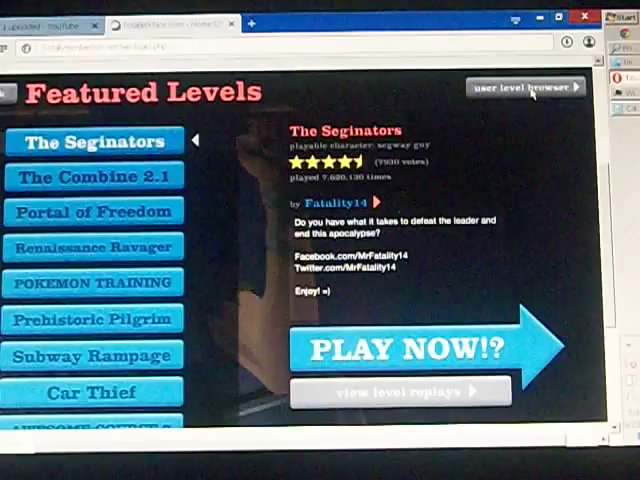 Featured Levels
user level browser
Start
The Seginators
The Combine 2.1
Portal of Freedom
Renaissance Ravager
POKEMON TRAINING
Prehistoric Pilgrim
Subway Rampage
Car Thief
The Seginators
playable character: segway guy
(7930 votes)
played 7,620,130 times
by Fatality14
Do you have what it takes to defeat the leader and
end this apocalypse?
Facebook.com/MrFatality14
Twitter.com/MrFatality14
Enjoy! =)
PLAY NOW!?
view level replays